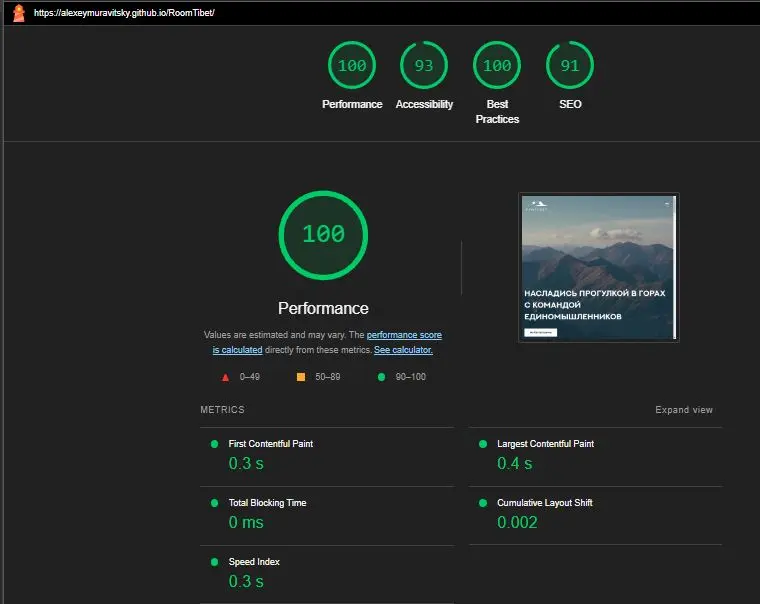 https://alexeymuravitsky.github.io/RoomTibet/
100
93
100
91
Performance
Accessibility
Best
Practices
SEO
100
Performance
Values are estimated and may vary. The performance score
is calculated directly from these metrics. See calculator.
0–49
50–89
90–100
НАСЛАДИСЬ ПРОГУЛКОЙ В ГОРАХ
С КОМАНДОЙ
ЕДИНОМЫШЛЕННИКОВ
METRICS
Expand view
First Contentful Paint
0.3 s
Largest Contentful Paint
0.4 s
Total Blocking Time
0 ms
Cumulative Layout Shift
0.002
Speed Index
0.3 s